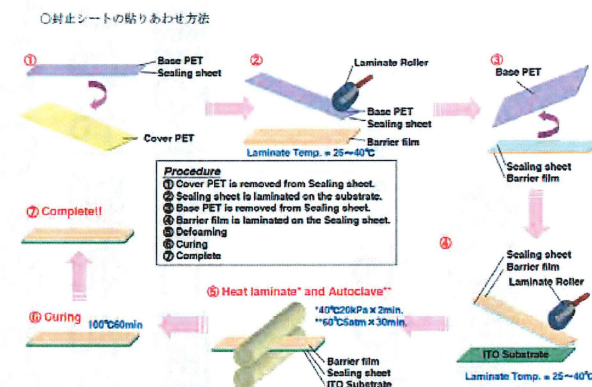 ○封止シートの貼りあわせ方法
①
Base PET
Sealing sheet
Cover PET
②
Laminate Roller
Base PET
Sealing sheet
Barrier film
Laminate Temp. = 25～40℃
③
Base PET
Sealing sheet
Barrier film
Procedure
① Cover PET is removed from Sealing sheet.
② Sealing sheet is laminated on the substrate.
③ Base PET is removed from Sealing sheet.
④ Barrier film is laminated on the Sealing sheet.
⑤ Defoaming
⑥ Curing
⑦ Complete
④
Sealing sheet
Barrier film
Laminate Roller
ITO Substrate
Laminate Temp. = 25～40℃
⑤ Heat laminate* and Autoclave**
*40℃20kPa×2min.
**60℃5atm×30min.
Barrier film
Sealing sheet
ITO Substrate
⑥ Curing
100℃60min
⑦ Complete!!